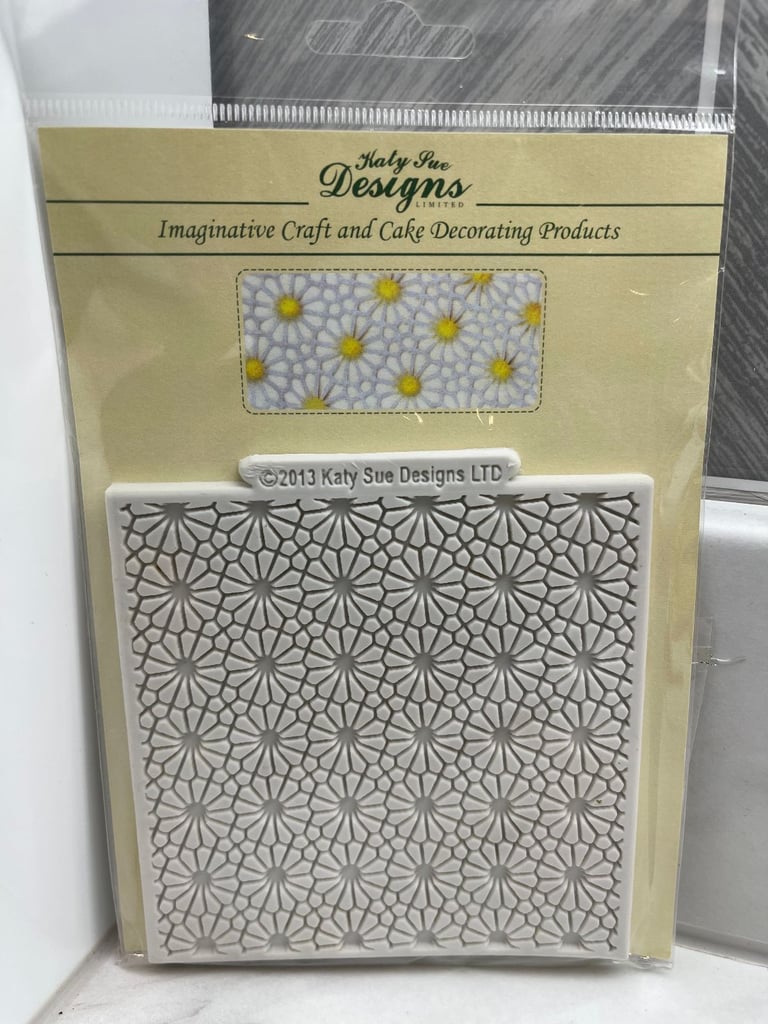 Katy Sue
Designs
LIMITED
Imaginative Craft and Cake Decorating Products
©2013 Katy Sue Designs LTD